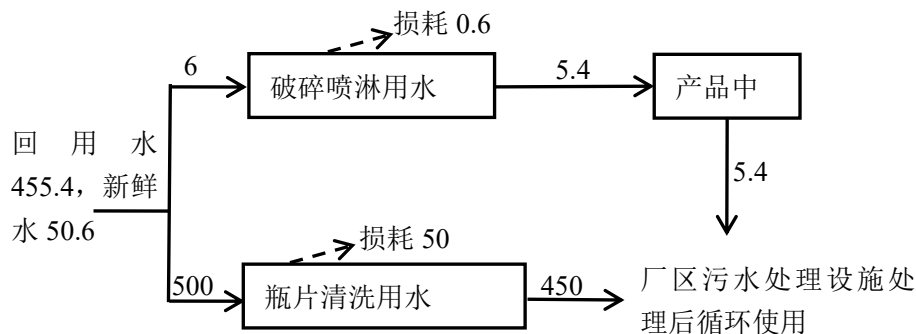 损耗 0.6
6
破碎喷淋用水
5.4
产品中
回用水
455.4，新鲜
水 50.6
5.4
损耗 50
500
瓶片清洗用水
450
厂区污水处理设施处
理后循环使用